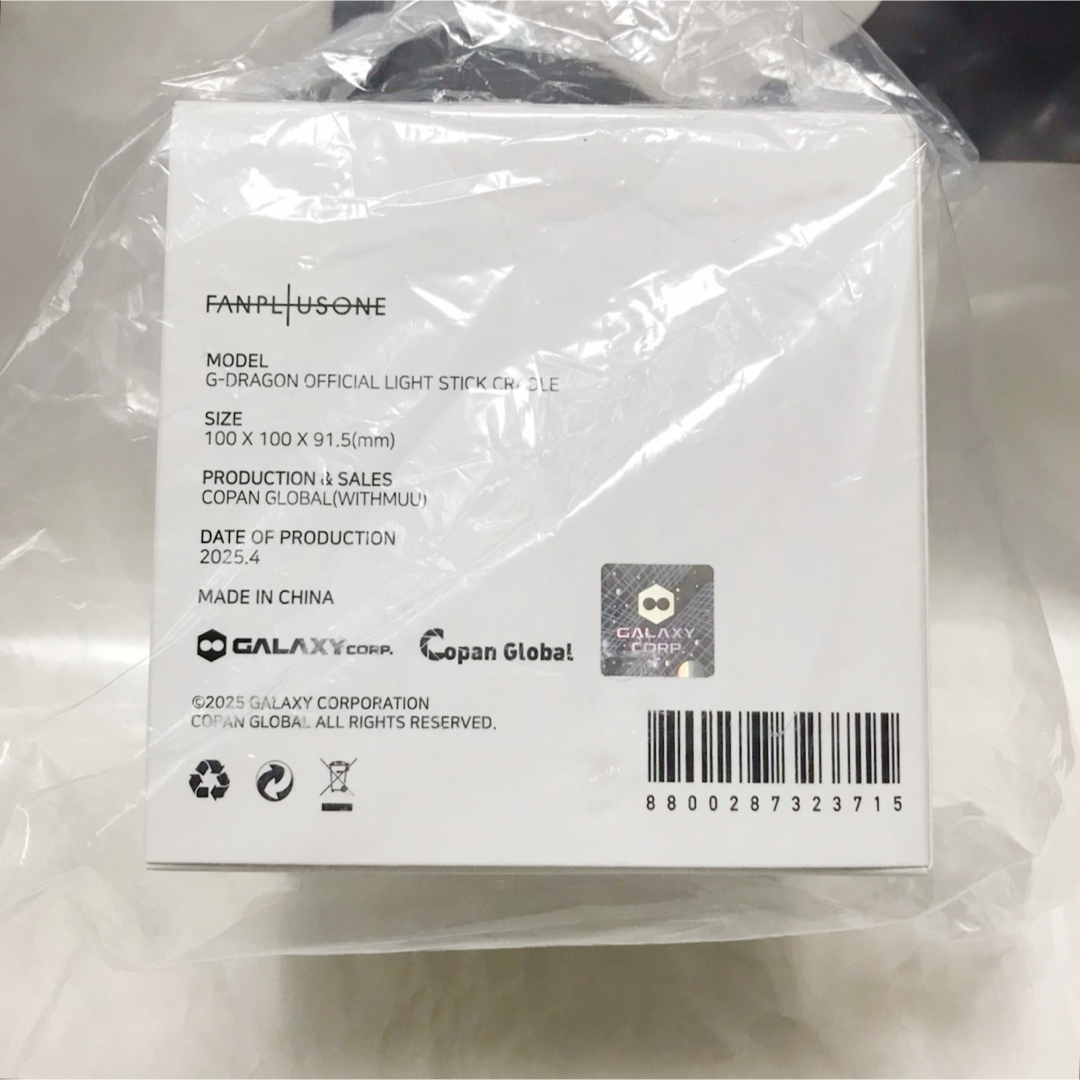 FANPLUSONE
MODEL
G-DRAGON OFFICIAL LIGHT STICK CRADLE
SIZE
100 X 100 X 91.5(mm)
PRODUCTION & SALES
COPAN GLOBAL(WITHMUU)
DATE OF PRODUCTION
2025.4
MADE IN CHINA
GALAXY CORP.
Copan Global
GALAXY
CORP.
©2025 GALAXY CORPORATION
COPAN GLOBAL ALL RIGHTS RESERVED.
8800287323715